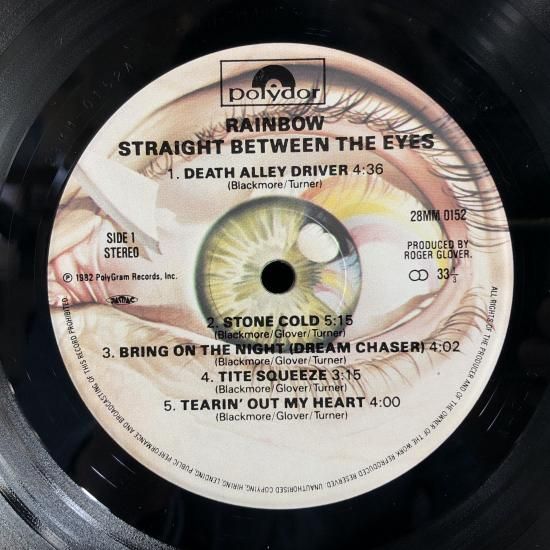 polydor
RAINBOW
STRAIGHT BETWEEN THE EYES
1. DEATH ALLEY DRIVER 4:36
(Blackmore/Turner)
28MM 0152
SIDE 1
STEREO
PRODUCED BY
ROGER GLOVER.
℗ 1982 PolyGram Records, Inc.
33 1/3
2. STONE COLD 5:15
(Blackmore/Glover/Turner)
3. BRING ON THE NIGHT (DREAM CHASER) 4:02
(Blackmore/Glover/Turner)
4. TITE SQUEEZE 3:15
(Blackmore/Glover/Turner)
5. TEARIN' OUT MY HEART 4:00
(Blackmore/Glover/Turner)
ALL RIGHTS OF THE PRODUCER AND OF THE OWNER OF THE WORK REPRODUCED RESERVED. UNAUTHORISED COPYING, HIRING, LENDING, PUBLIC PERFORMANCE AND BROADCASTING OF THIS RECORD PROHIBITED.